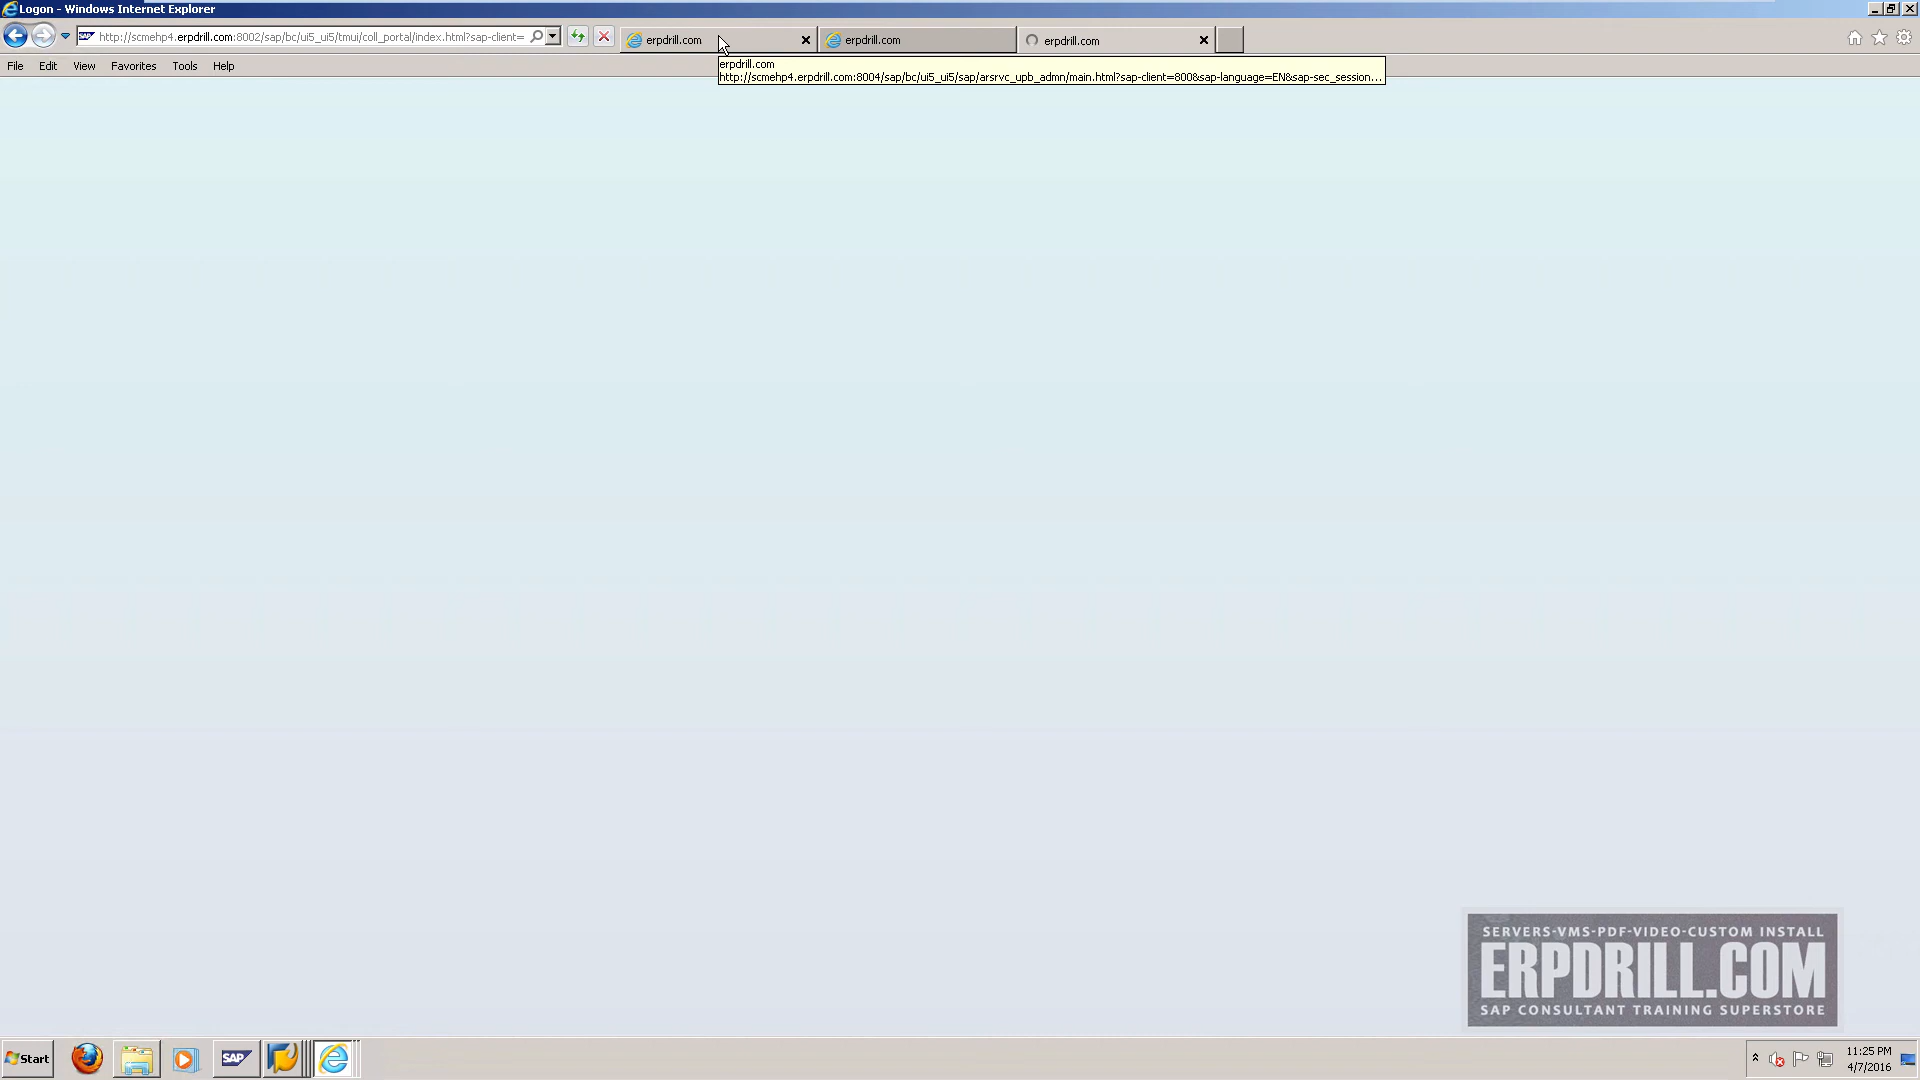 Logon - Windows Internet Explorer
http://scmehp4.erpdrill.com:8002/sap/bc/ui5_ui5/tmui/coll_portal/index.html?sap-client=
erpdrill.com
erpdrill.com
erpdrill.com
File Edit View Favorites Tools Help
erpdrill.com
http://scmehp4.erpdrill.com:8004/sap/bc/ui5_ui5/sap/arsrvc_upb_admn/main.html?sap-client=800&sap-language=EN&sap-sec_session...
SERVERS-VMS-PDF-VIDEO-CUSTOM INSTALL
ERPDRILL.COM
SAP CONSULTANT TRAINING SUPERSTORE
Start
SAP
11:25 PM
4/7/2016